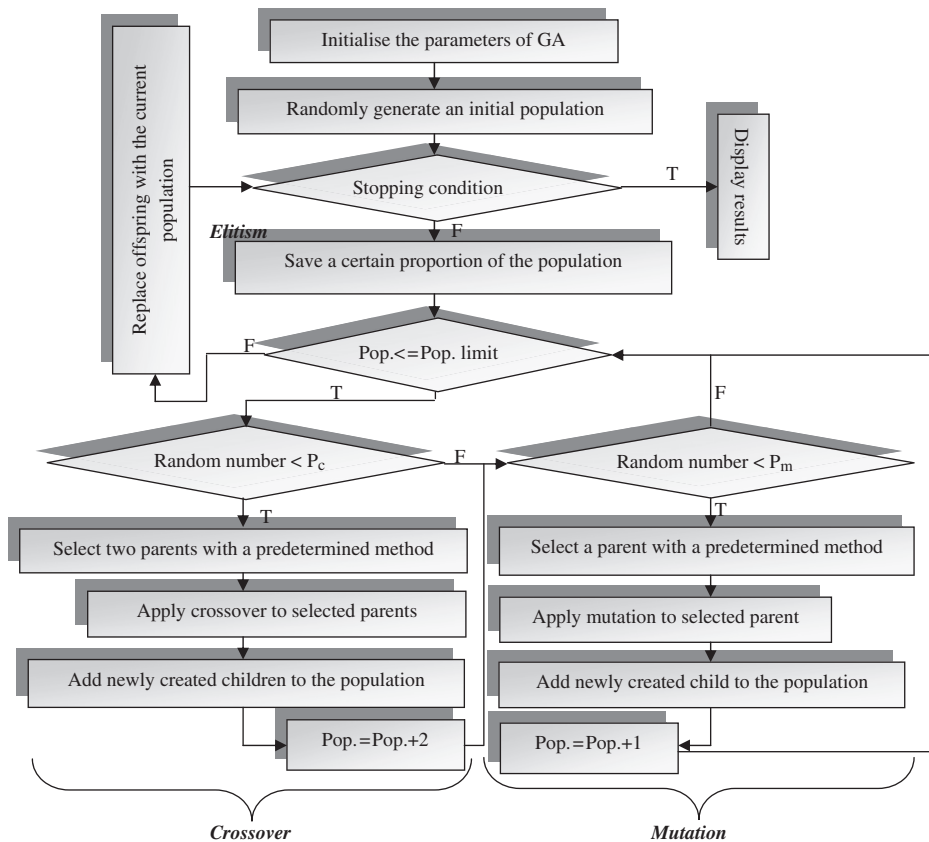 Initialise the parameters of GA
Randomly generate an initial population
Replace offspring with the current
population
Stopping condition
T
Display results
Elitism
F
Save a certain proportion of the population
Pop.<=Pop. limit
F
T
F
Random number < Pc
F
Random number < Pm
T
T
Select two parents with a predetermined method
Select a parent with a predetermined method
Apply crossover to selected parents
Apply mutation to selected parent
Add newly created children to the population
Add newly created child to the population
Pop.=Pop.+2
Pop.=Pop.+1
Crossover
Mutation